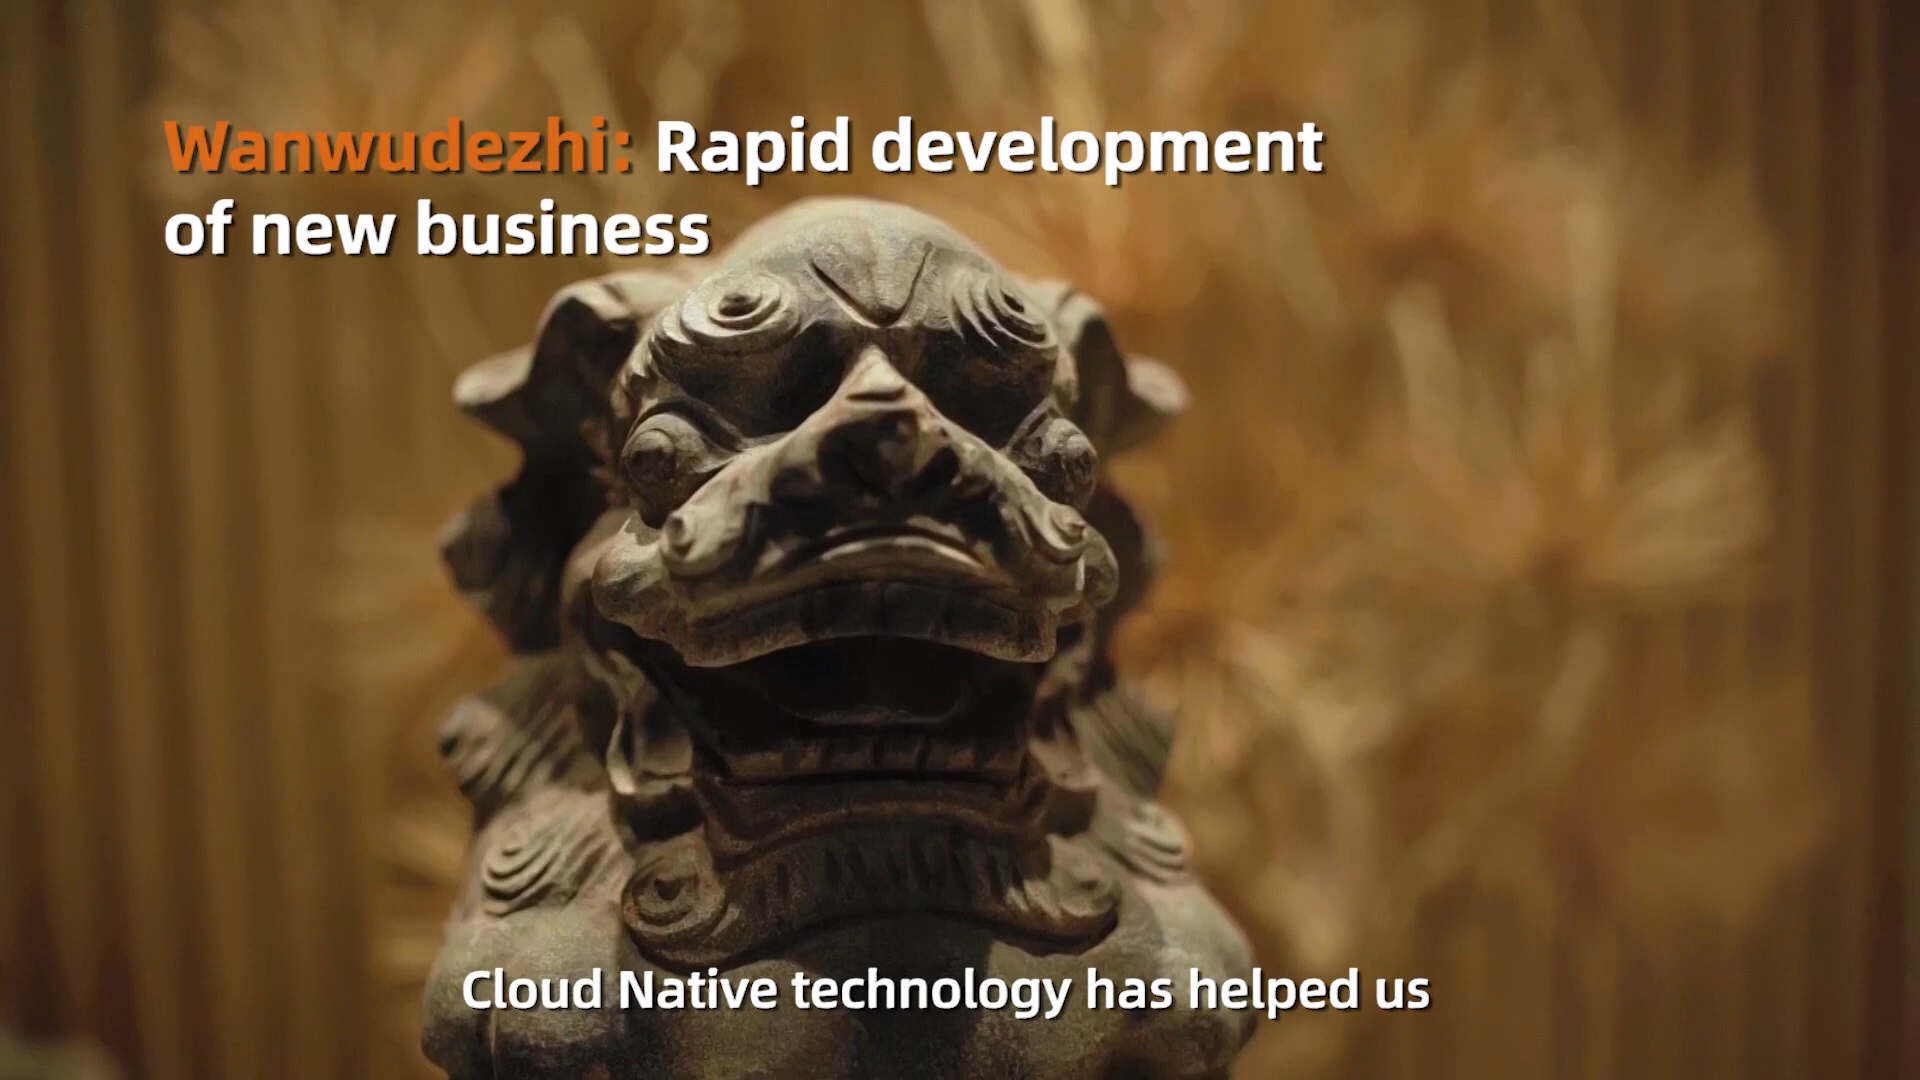 Wanwudezhi: Rapid development
of new business
Cloud Native technology has helped us